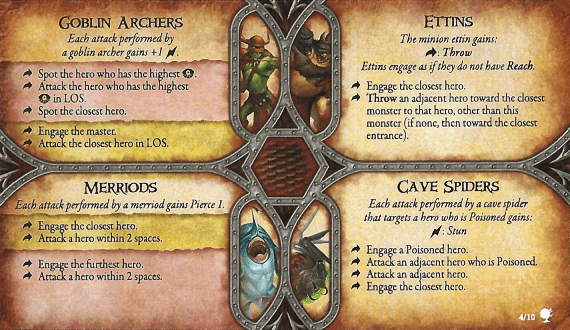 GOBLIN ARCHERS
Each attack performed by
a goblin archer gains +1 .
Spot the hero who has the highest .
Attack the hero who has the highest
in LOS.
Spot the closest hero.
Engage the master.
Attack the closest hero in LOS.
ETTINS
The minion ettin gains:
: Throw
Ettins engage as if they do not have Reach.
Engage the closest hero.
Throw an adjacent hero toward the closest
monster to that hero, other than this
monster (if none, then toward the closest
entrance).
MERRIODS
Each attack performed by a merriod gains Pierce 1.
Engage the closest hero.
Attack a hero within 2 spaces.
Engage the furthest hero.
Attack a hero within 2 spaces.
CAVE SPIDERS
Each attack performed by a cave spider
that targets a hero who is Poisoned gains:
: Stun
Engage a Poisoned hero.
Attack an adjacent hero who is Poisoned.
Attack an adjacent hero.
Engage the closest hero.
4/10